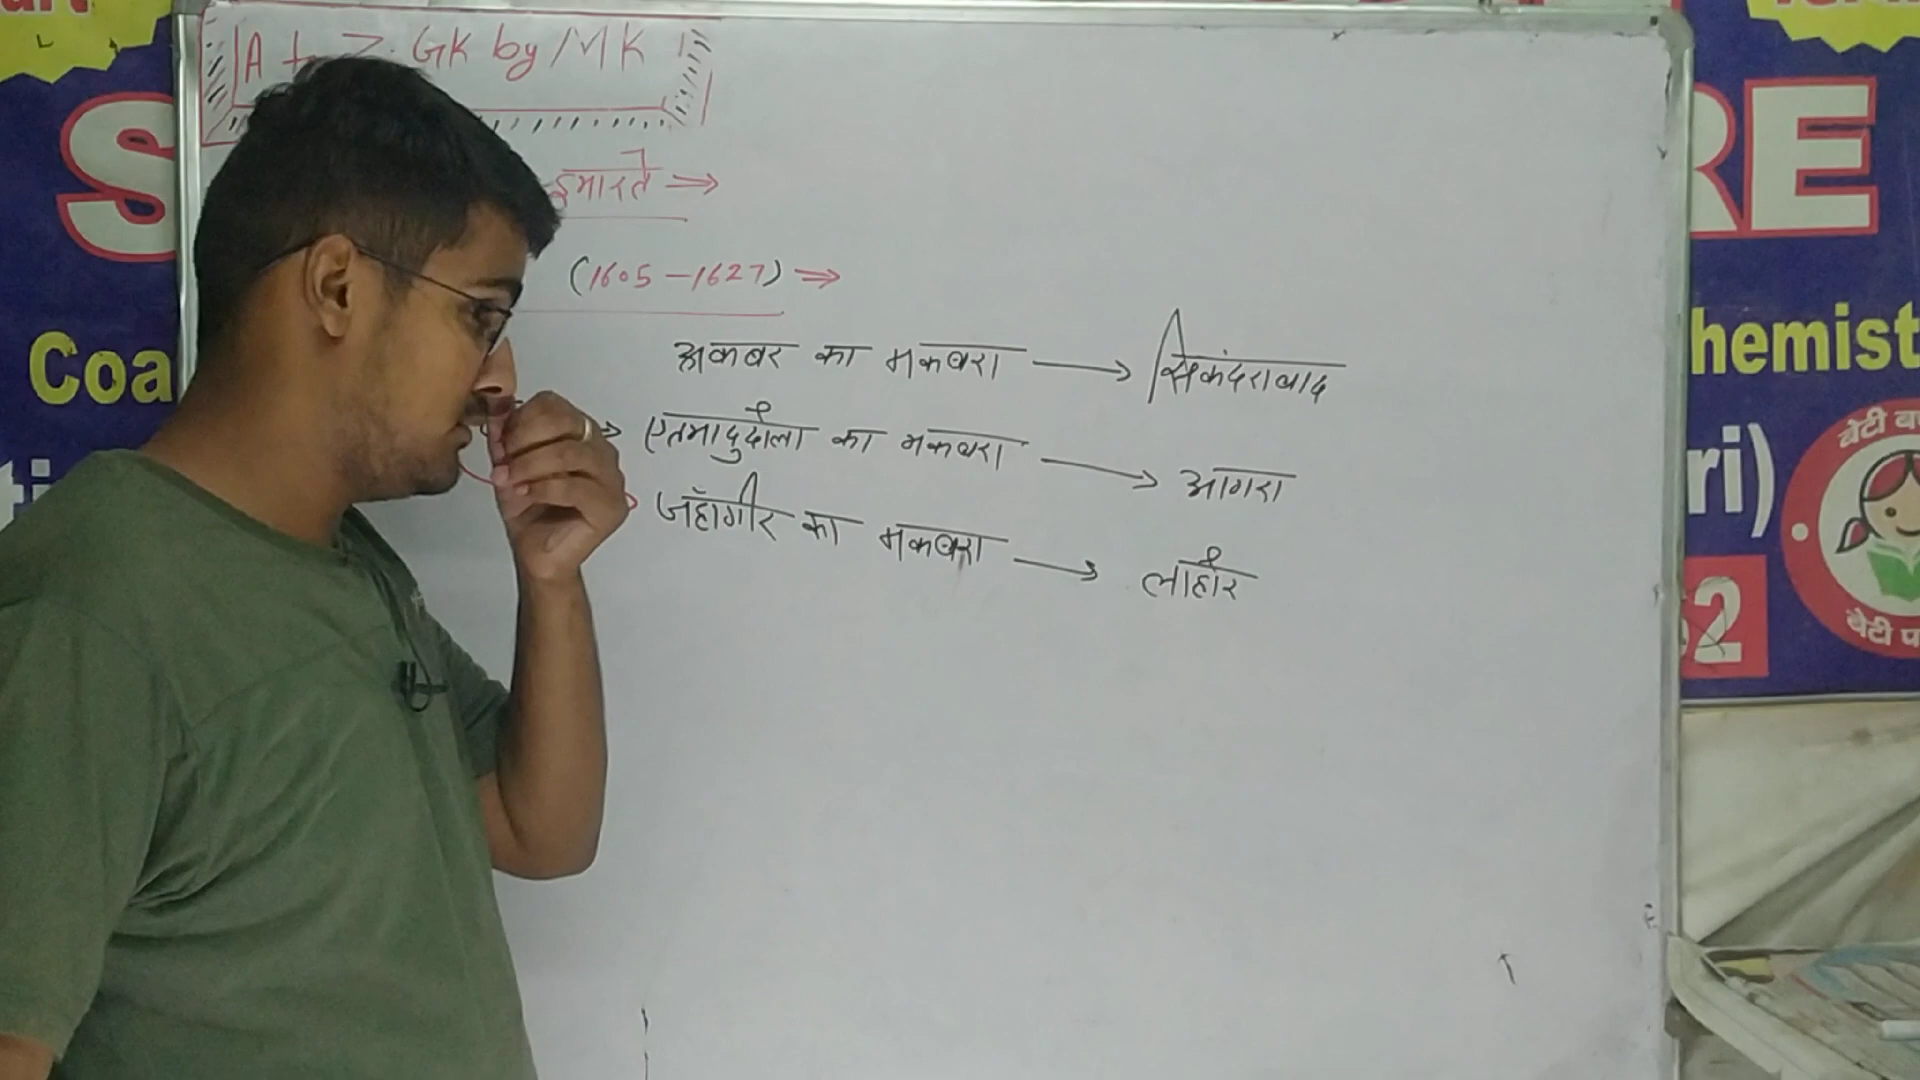 A to Z GK by MK
इमारतें ⇒
(1605 – 1627) ⇒
अकबर का मकबरा → सिकंदराबाद
एतमादुदौला का मकबरा → आगरा
जहाँगीर का मकबरा → लाहौर
S
RE
Coa
hemist
ri)
62
बेटी
बेटी प